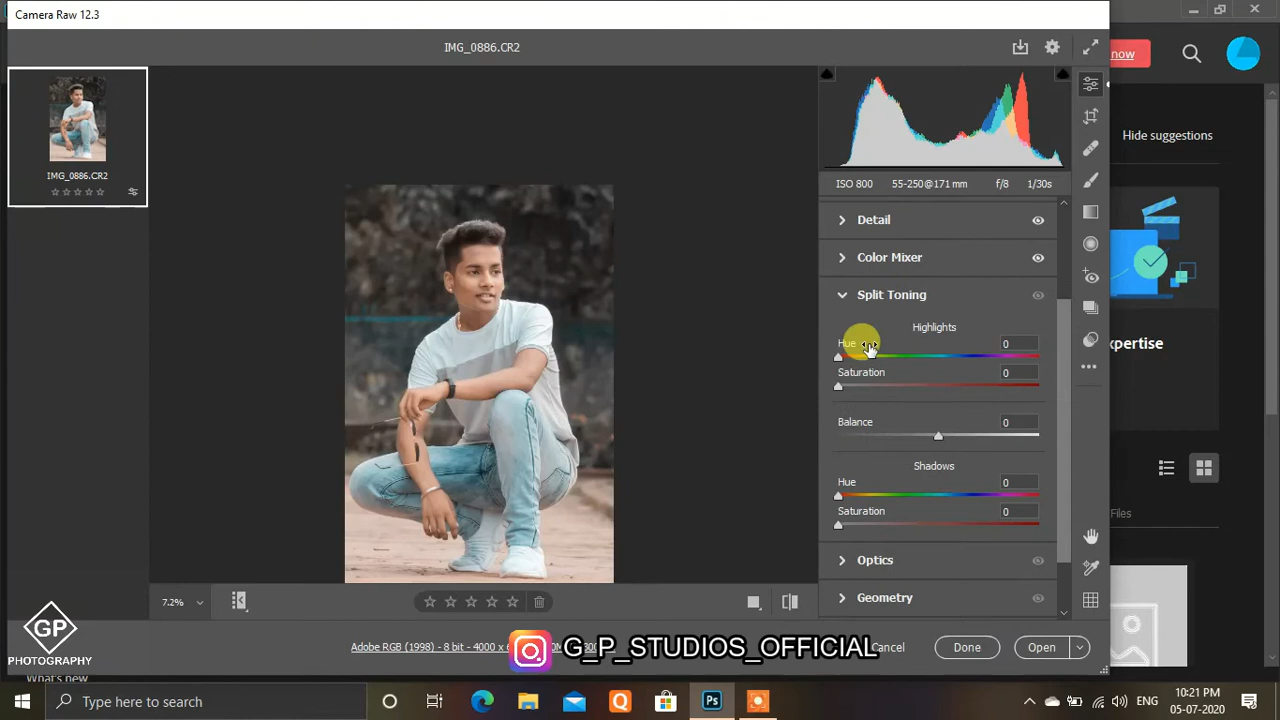 Camera Raw 12.3
IMG_0886.CR2
now
IMG_0886.CR2
Hide suggestions
ISO 800 55-250@171 mm f/8 1/30s
Detail
Color Mixer
Split Toning
Highlights
Hue 0
Saturation 0
Balance 0
Shadows
Hue 0
Saturation 0
Optics
Geometry
xpertise
Files
7.2%
GP
PHOTOGRAPHY
Adobe RGB (1998) - 8 bit - 4000 x
G_P_STUDIOS_OFFICIAL
Cancel
Done
Open
What's new
Type here to search
Q
Ps
ENG
10:21 PM
05-07-2020